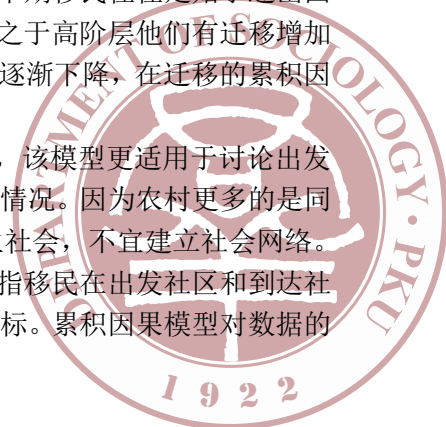 之于高阶层他们有迁移增加
逐渐下降，在迁移的累积因
，该模型更适用于讨论出发
情况。因为农村更多的是同
社会，不宜建立社会网络。
指移民在出发社区和到达社
标。累积因果模型对数据的
DEPARTMENT OF SOCIOLOGY · PKU
1922